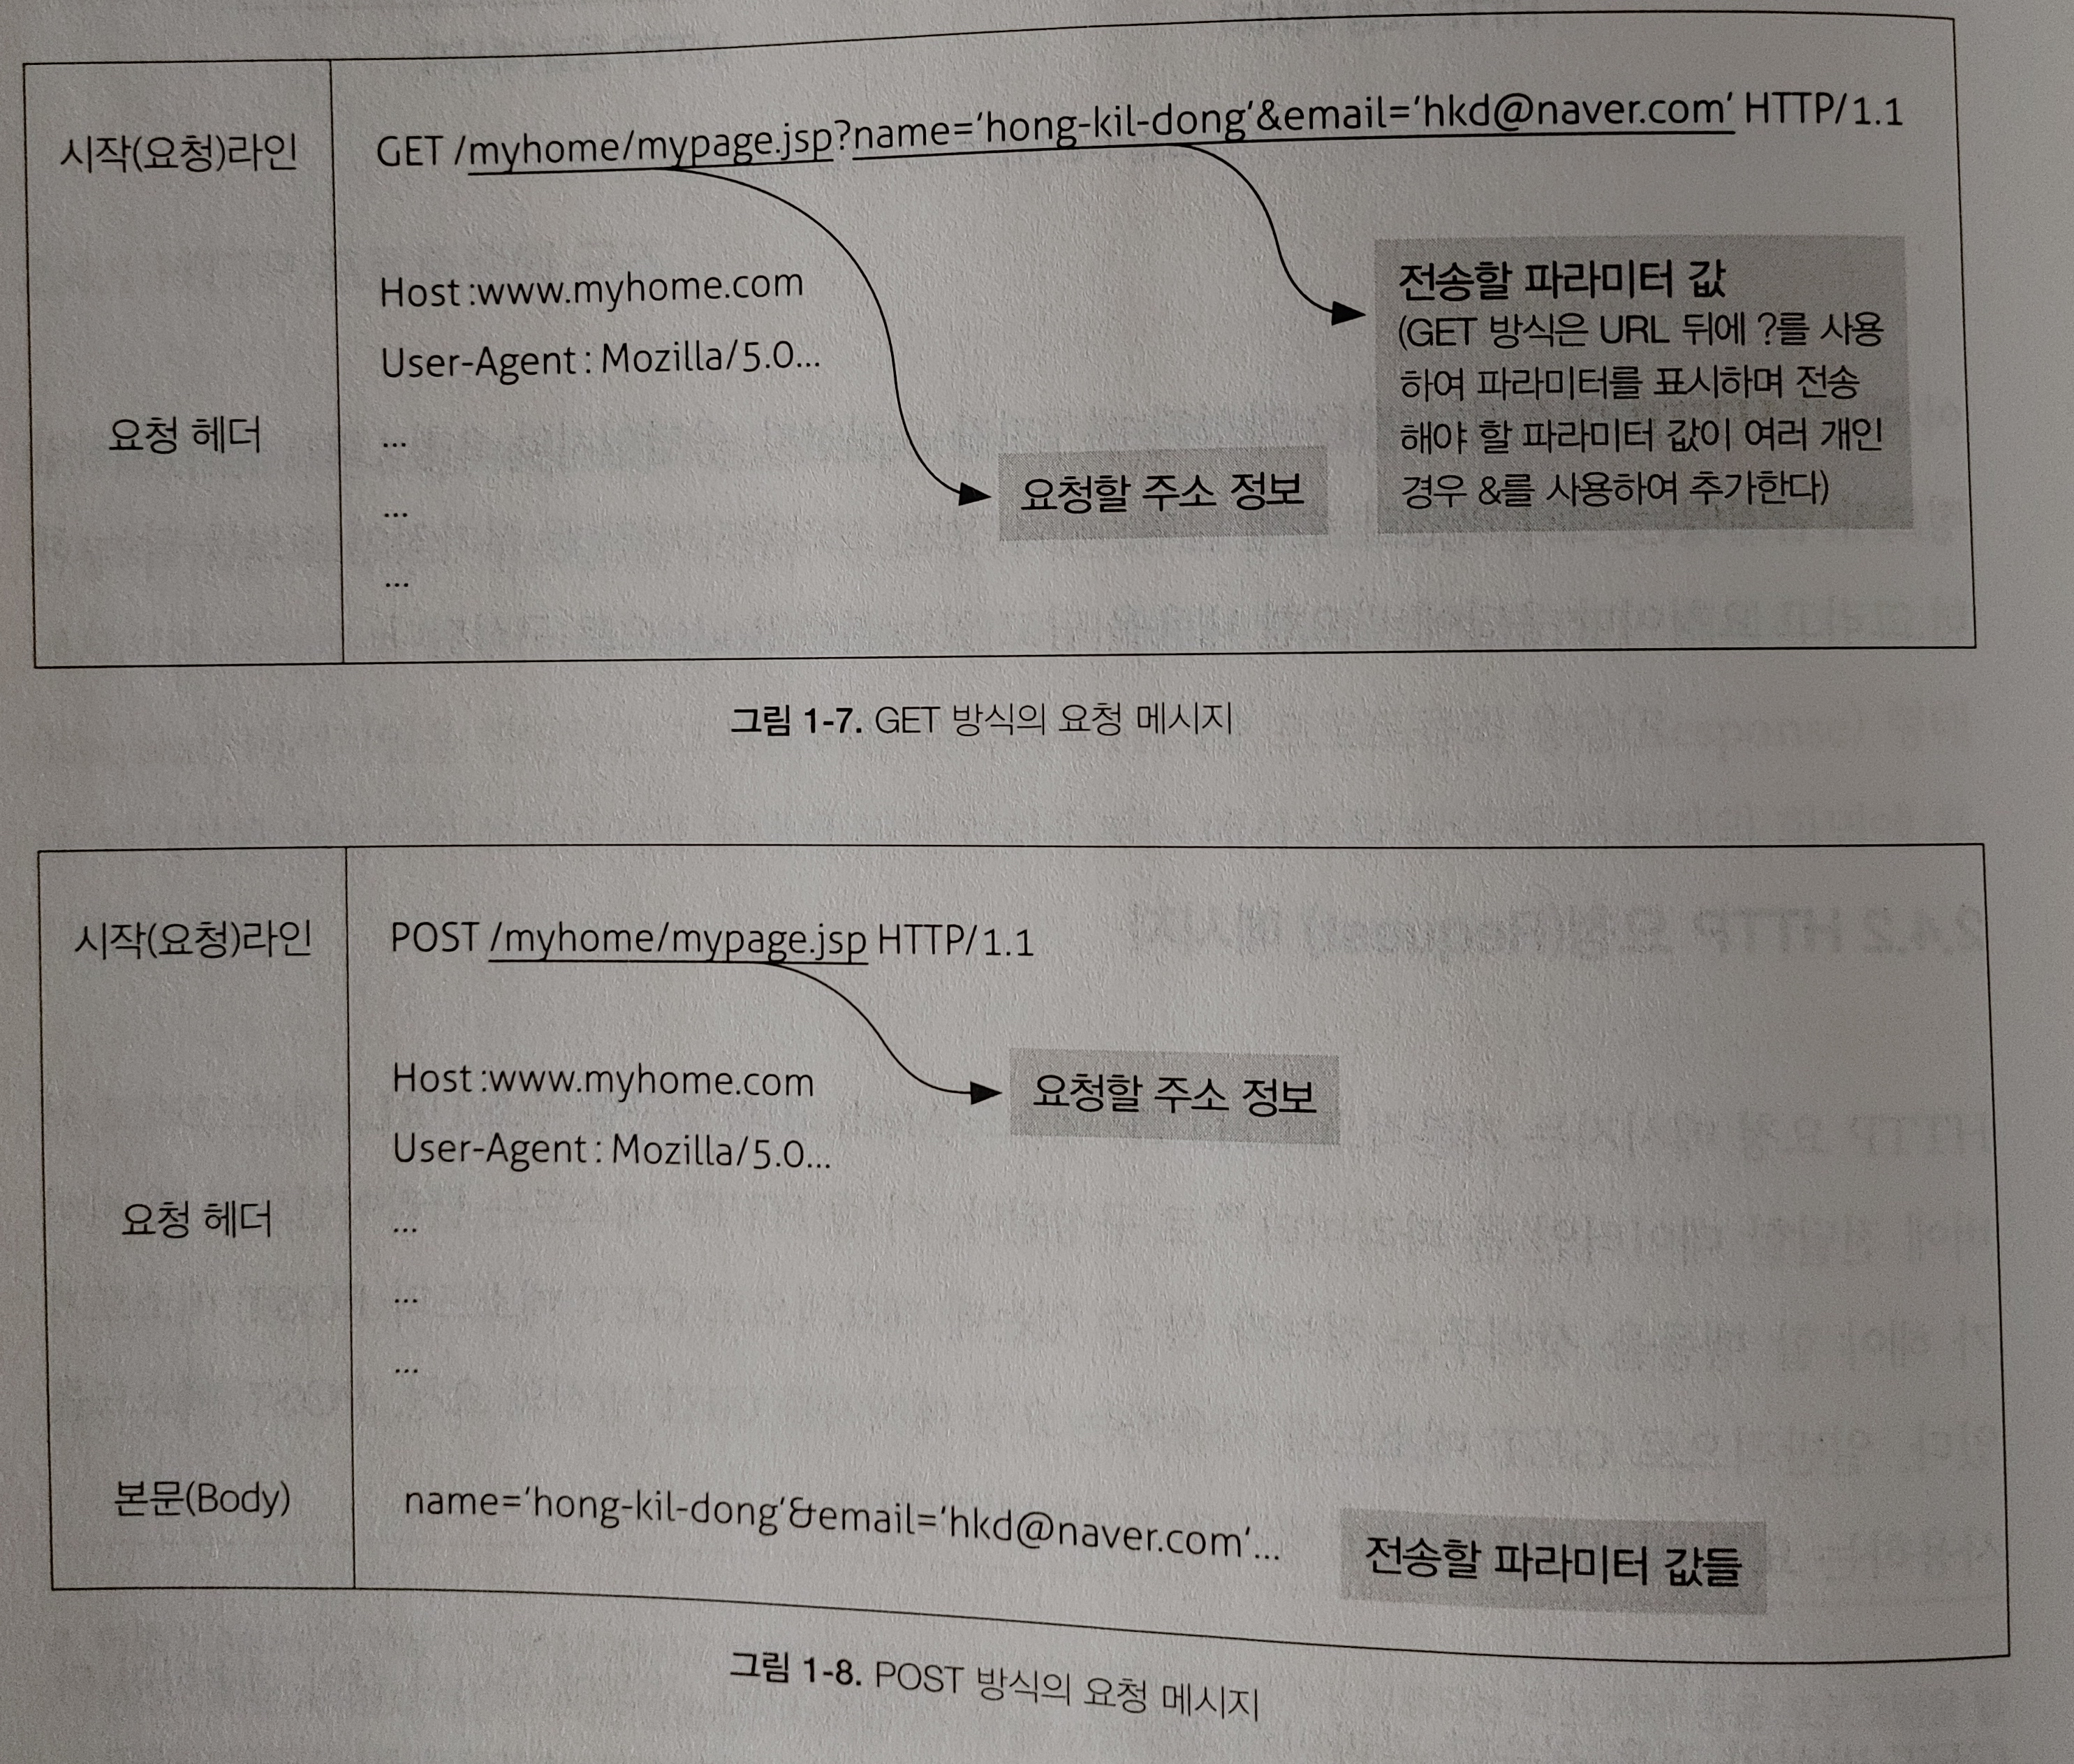 시작(요청)라인
GET /myhome/mypage.jsp?name=‘hong-kil-dong’&email=‘hkd@naver.com’ HTTP/1.1
요청 헤더
Host :www.myhome.com
User-Agent : Mozilla/5.0...
...
...
...
요청할 주소 정보
전송할 파라미터 값
(GET 방식은 URL 뒤에 ?를 사용
하여 파라미터를 표시하며 전송
해야 할 파라미터 값이 여러 개인
경우 &를 사용하여 추가한다)
그림 1-7. GET 방식의 요청 메시지
시작(요청)라인
POST /myhome/mypage.jsp HTTP/1.1
요청 헤더
Host :www.myhome.com
User-Agent : Mozilla/5.0...
...
...
...
요청할 주소 정보
본문(Body)
name=‘hong-kil-dong’&email=‘hkd@naver.com’...
전송할 파라미터 값들
그림 1-8. POST 방식의 요청 메시지